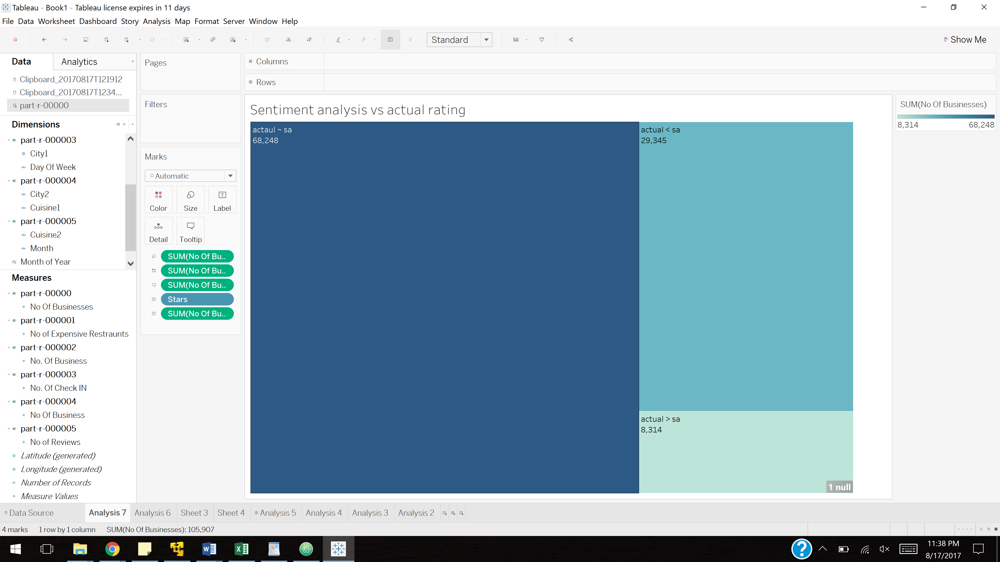 Tableau - Book1 - Tableau license expires in 11 days
File Data Worksheet Dashboard Story Analysis Map Format Server Window Help
Standard
Show Me
Data
Analytics
Clipboard_20170817T121912
Clipboard_20170817T1234...
part-r-00000
Dimensions
part-r-000003
City1
Abc Day Of Week
part-r-000004
Abc City2
Abc Cuisine1
part-r-000005
Abc Cuisine2
Abc Month
Month of Year
Measures
part-r-00000
# No Of Businesses
part-r-000001
# No of Expensive Restraunts
part-r-000002
# No. Of Business
part-r-000003
# No. Of Check IN
part-r-000004
# No Of Business
part-r-000005
# No of Reviews
Latitude (generated)
Longitude (generated)
# Number of Records
# Measure Values
Pages
Filters
Marks
Automatic
Color
Size
T
Label
Detail
Tooltip
SUM(No Of Bu..
SUM(No Of Bu..
SUM(No Of Bu..
Stars
SUM(No Of Bu..
Columns
Rows
Sentiment analysis vs actual rating
actaul ~ sa
68,248
actual < sa
29,345
actual > sa
8,314
1 null
SUM(No Of Businesses)
8,314
68,248
Data Source
Analysis 7
Analysis 6
Sheet 3
Sheet 4
Analysis 5
Analysis 4
Analysis 3
Analysis 2
4 marks
1 row by 1 column
SUM(No Of Businesses): 105,907
11:38 PM
8/17/2017